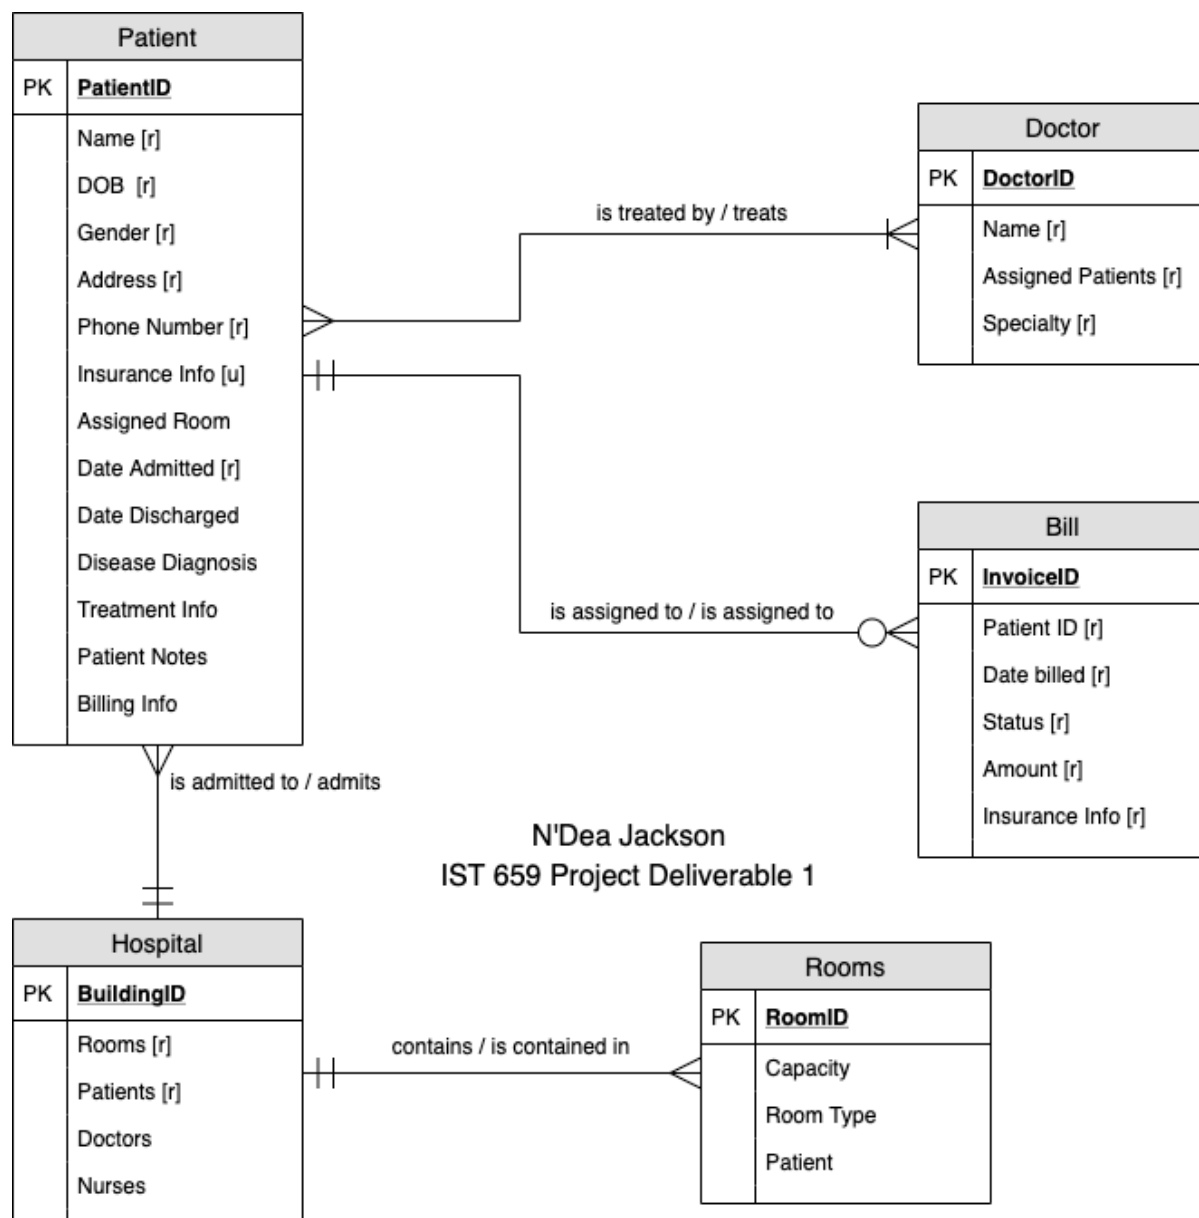 Patient
PK PatientID
Name [r]
DOB [r]
Gender [r]
Address [r]
Phone Number [r]
Insurance Info [u]
Assigned Room
Date Admitted [r]
Date Discharged
Disease Diagnosis
Treatment Info
Patient Notes
Billing Info
is treated by / treats
Doctor
PK DoctorID
Name [r]
Assigned Patients [r]
Specialty [r]
is assigned to / is assigned to
Bill
PK InvoiceID
Patient ID [r]
Date billed [r]
Status [r]
Amount [r]
Insurance Info [r]
is admitted to / admits
N'Dea Jackson
IST 659 Project Deliverable 1
Hospital
PK BuildingID
Rooms [r]
Patients [r]
Doctors
Nurses
contains / is contained in
Rooms
PK RoomID
Capacity
Room Type
Patient